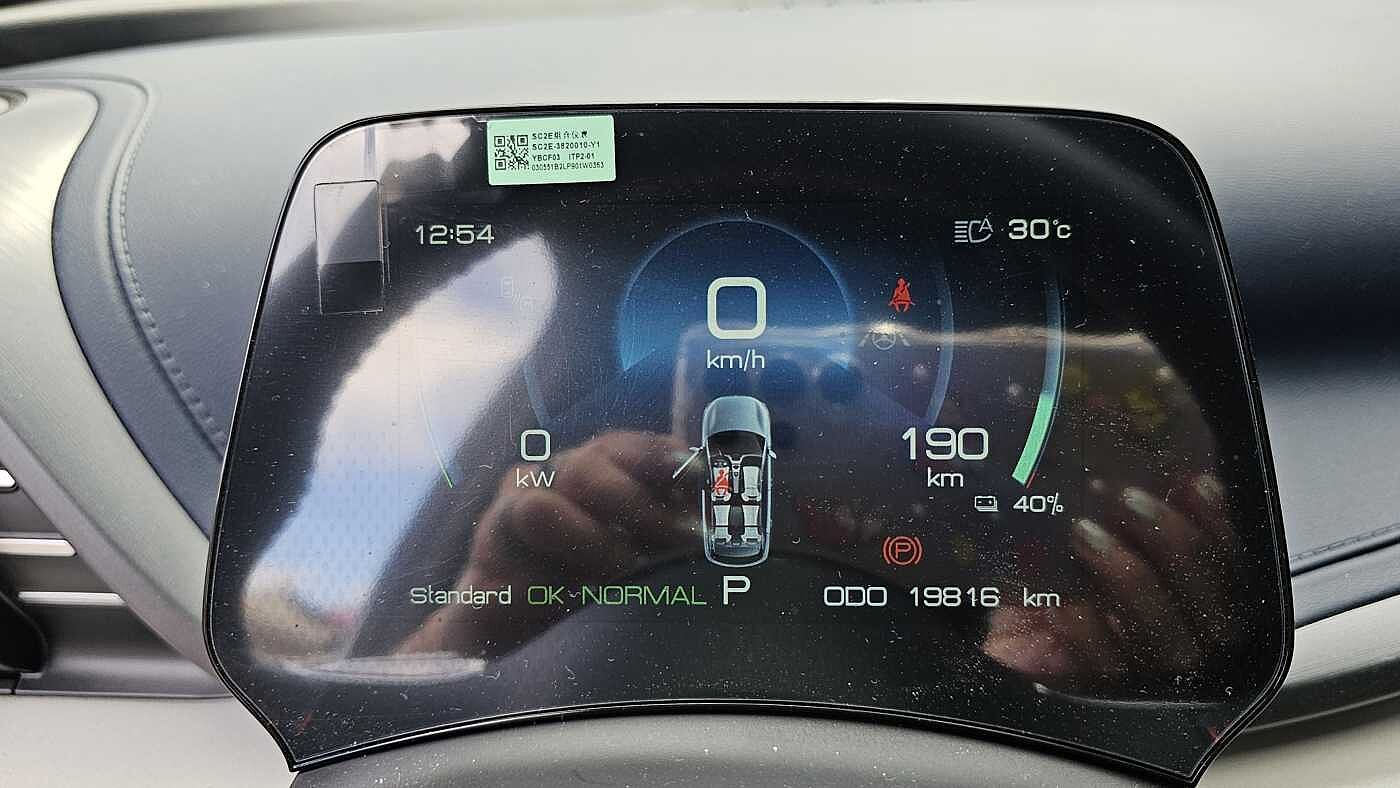 SC2E组合仪表
SC2E-3820010-Y1
YBCF03 ITP2-01
030551B2LP901W0363
12:54
A 30°c
0
km/h
0
kW
190
km
40%
P
Standard OK NORMAL P ODO 19816 km